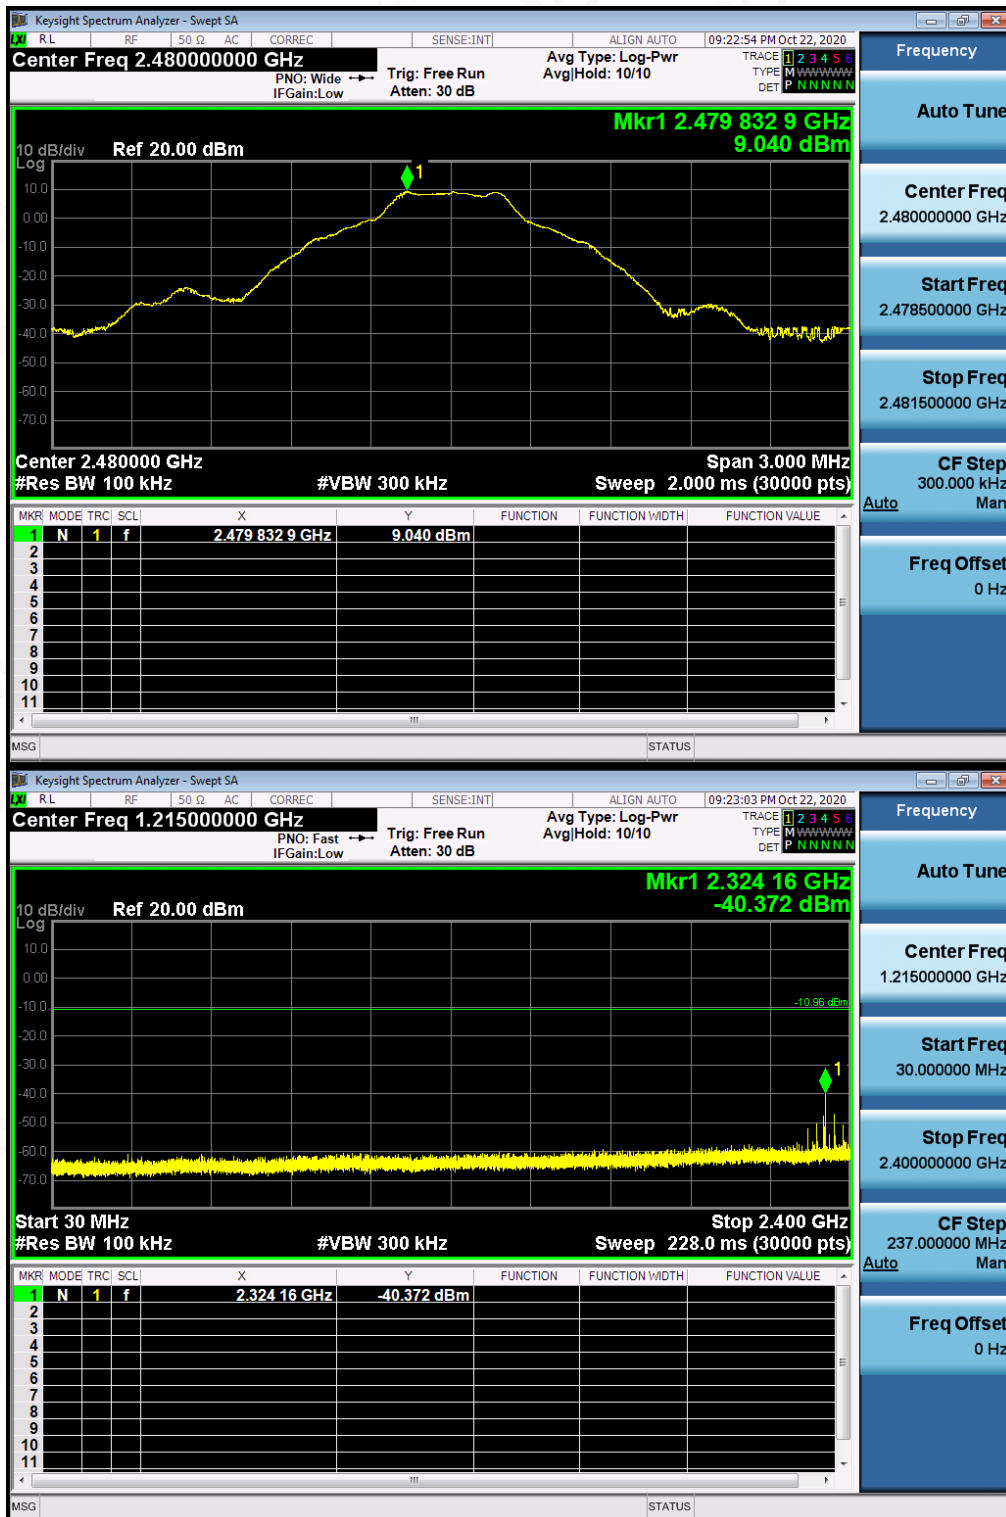 Keysight Spectrum Analyzer - Swept SA
LXI RL RF 50 Ω AC CORREC SENSE:INT ALIGN AUTO 09:22:54 PM Oct 22, 2020
Center Freq 2.480000000 GHz
PNO: Wide
IFGain:Low
Trig: Free Run
Atten: 30 dB
Avg Type: Log-Pwr
Avg|Hold: 10/10
TRACE 1 2 3 4 5 6
TYPE M WWWWW
DET P N N N N N
Mkr1 2.479 832 9 GHz
9.040 dBm
10 dB/div Ref 20.00 dBm
Log
1
10.0
0.00
-10.0
-20.0
-30.0
-40.0
-50.0
-60.0
-70.0
Center 2.480000 GHz Span 3.000 MHz
#Res BW 100 kHz #VBW 300 kHz Sweep 2.000 ms (30000 pts)
MKR MODE TRC SCL X Y FUNCTION FUNCTION WIDTH FUNCTION VALUE
1 N 1 f 2.479 832 9 GHz 9.040 dBm
2
3
4
5
6
7
8
9
10
11
MSG STATUS
Frequency
Auto Tune
Center Freq
2.480000000 GHz
Start Freq
2.478500000 GHz
Stop Freq
2.481500000 GHz
CF Step
300.000 kHz
Auto Man
Freq Offset
0 Hz
Keysight Spectrum Analyzer - Swept SA
LXI RL RF 50 Ω AC CORREC SENSE:INT ALIGN AUTO 09:23:03 PM Oct 22, 2020
Center Freq 1.215000000 GHz
PNO: Fast
IFGain:Low
Trig: Free Run
Atten: 30 dB
Avg Type: Log-Pwr
Avg|Hold: 10/10
TRACE 1 2 3 4 5 6
TYPE M WWWWW
DET P N N N N N
Mkr1 2.324 16 GHz
-40.372 dBm
10 dB/div Ref 20.00 dBm
Log
10.0
0.00
-10.0
-10.96 dBm
-20.0
-30.0
1
-40.0
-50.0
-60.0
-70.0
Start 30 MHz Stop 2.400 GHz
#Res BW 100 kHz #VBW 300 kHz Sweep 228.0 ms (30000 pts)
MKR MODE TRC SCL X Y FUNCTION FUNCTION WIDTH FUNCTION VALUE
1 N 1 f 2.324 16 GHz -40.372 dBm
2
3
4
5
6
7
8
9
10
11
MSG STATUS
Frequency
Auto Tune
Center Freq
1.215000000 GHz
Start Freq
30.000000 MHz
Stop Freq
2.400000000 GHz
CF Step
237.000000 MHz
Auto Man
Freq Offset
0 Hz